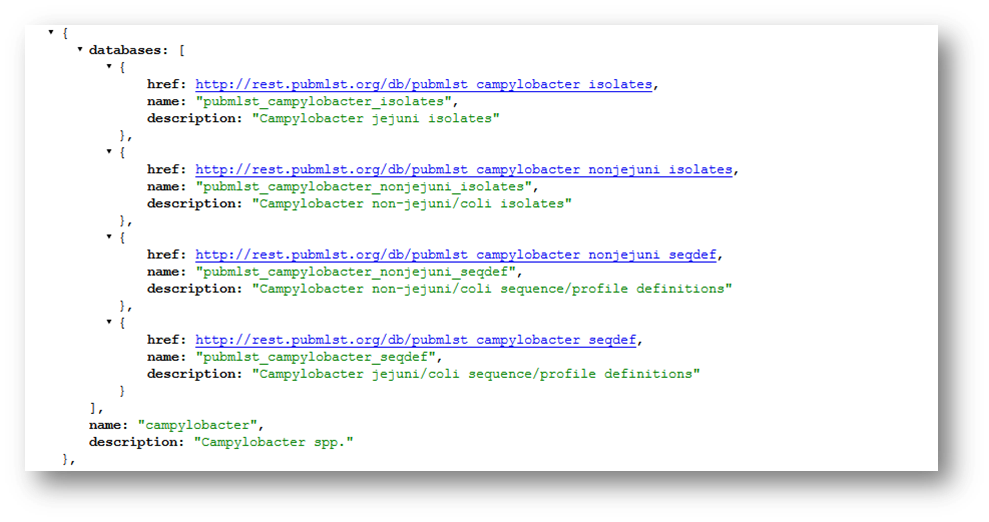 {
databases: [
{
href: http://rest.pubmlst.org/db/pubmlst_campylobacter_isolates,
name: "pubmlst_campylobacter_isolates",
description: "Campylobacter jejuni isolates"
},
{
href: http://rest.pubmlst.org/db/pubmlst_campylobacter_nonjejuni_isolates,
name: "pubmlst_campylobacter_nonjejuni_isolates",
description: "Campylobacter non-jejuni/coli isolates"
},
{
href: http://rest.pubmlst.org/db/pubmlst_campylobacter_nonjejuni_seqdef,
name: "pubmlst_campylobacter_nonjejuni_seqdef",
description: "Campylobacter non-jejuni/coli sequence/profile definitions"
},
{
href: http://rest.pubmlst.org/db/pubmlst_campylobacter_seqdef,
name: "pubmlst_campylobacter_seqdef",
description: "Campylobacter jejuni/coli sequence/profile definitions"
}
],
name: "campylobacter",
description: "Campylobacter spp."
},